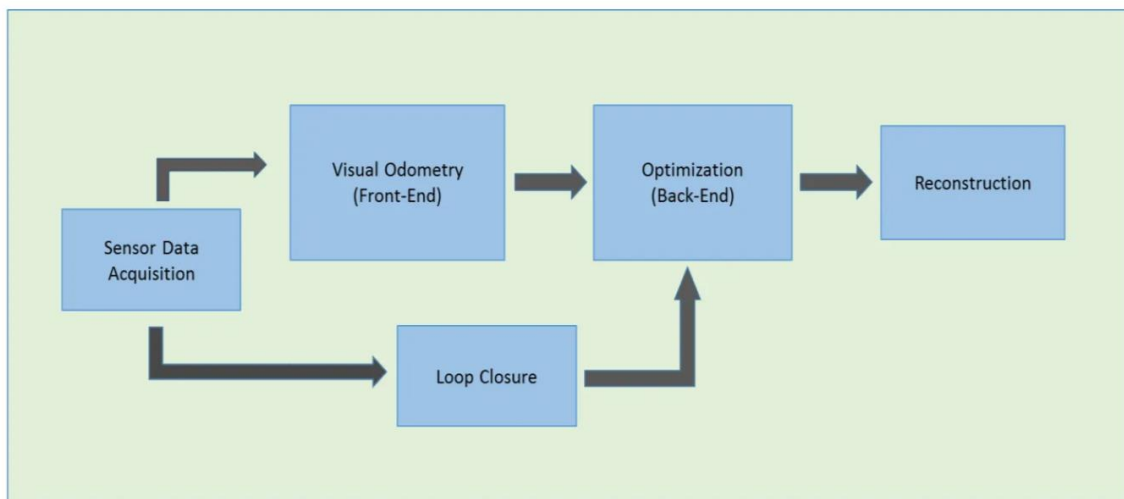 Sensor Data
Acquisition
Visual Odometry
(Front-End)
Optimization
(Back-End)
Reconstruction
Loop Closure